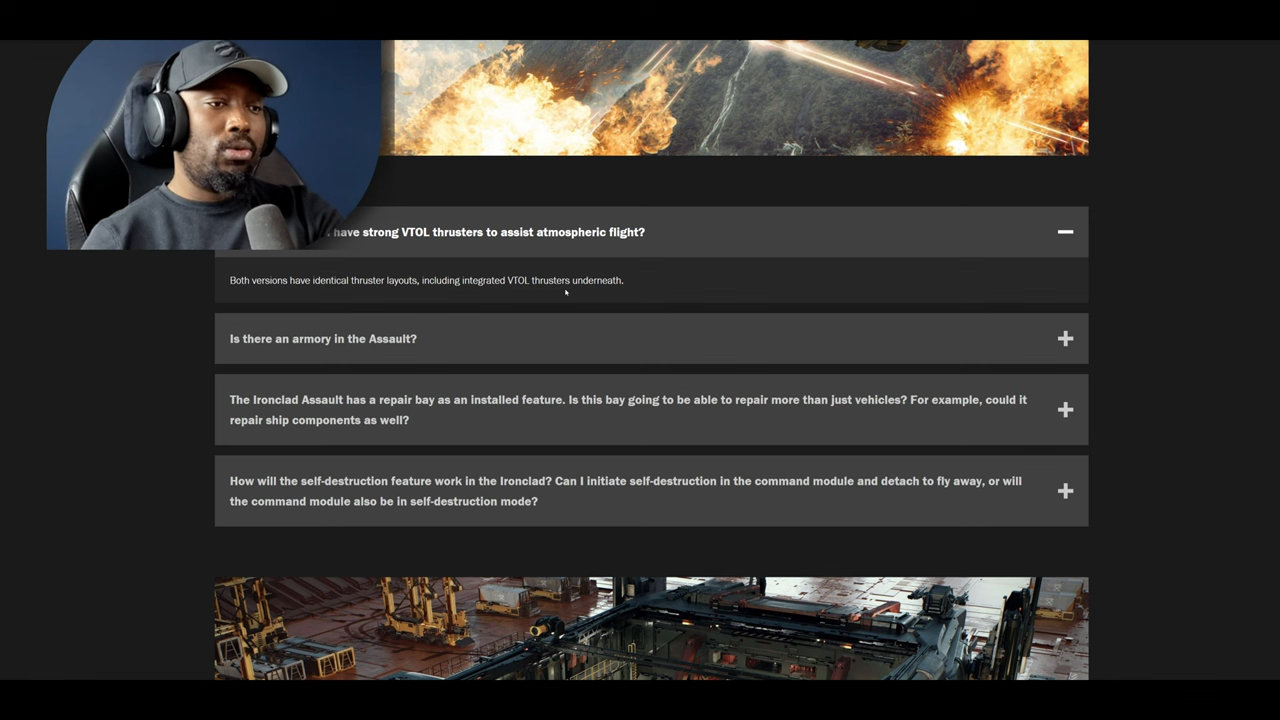 have strong VTOL thrusters to assist atmospheric flight?
Both versions have identical thruster layouts, including integrated VTOL thrusters underneath.
Is there an armory in the Assault?
The Ironclad Assault has a repair bay as an installed feature. Is this bay going to be able to repair more than just vehicles? For example, could it
repair ship components as well?
How will the self-destruction feature work in the Ironclad? Can I initiate self-destruction in the command module and detach to fly away, or will
the command module also be in self-destruction mode?